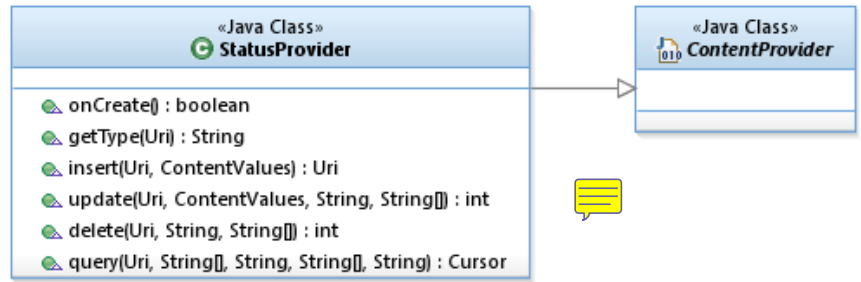 «Java Class»
StatusProvider
onCreate() : boolean
getType(Uri) : String
insert(Uri, ContentValues) : Uri
update(Uri, ContentValues, String, String[]) : int
delete(Uri, String, String[]) : int
query(Uri, String[], String, String[], String) : Cursor
«Java Class»
ContentProvider